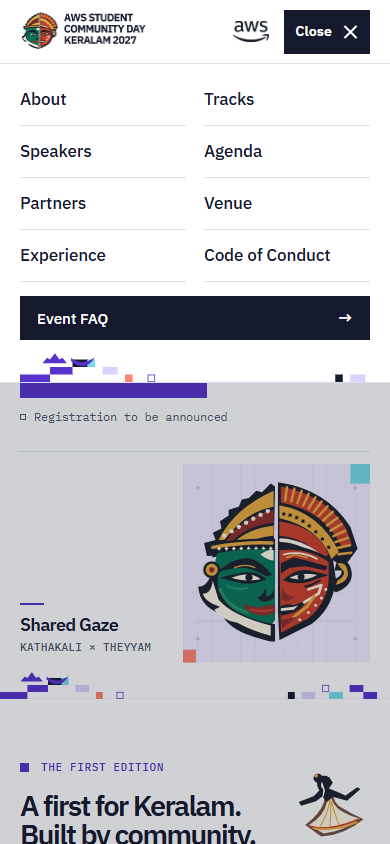 AWS STUDENT
COMMUNITY DAY
KERALAM 2027
aws
Close
About
Tracks
Speakers
Agenda
Partners
Venue
Experience
Code of Conduct
Event FAQ →
Registration to be announced
Shared Gaze
KATHAKALI × THEYYAM
THE FIRST EDITION
A first for Keralam.
Built by community.